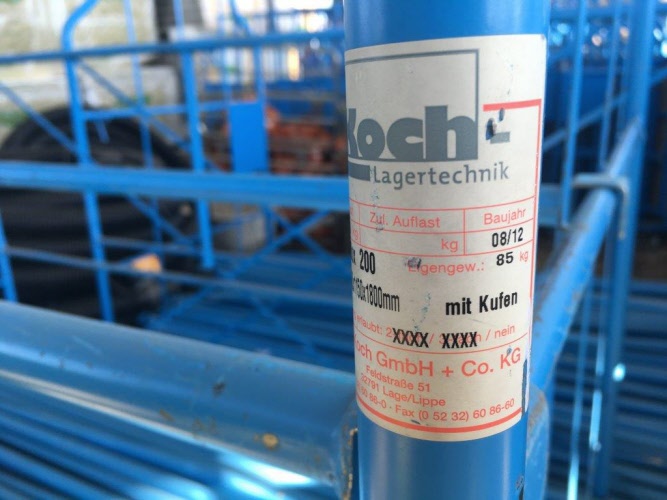 Koch-
Lagertechnik
Zul. Auflast Baujahr
kg 08/12
200 Eigengew.: 85 kg
x1800mm mit Kufen
XXXX / XXXX / nein
GmbH + Co. KG
Feldstraße 51
Lage/Lippe
Fax (0 52 32) 60 86-60